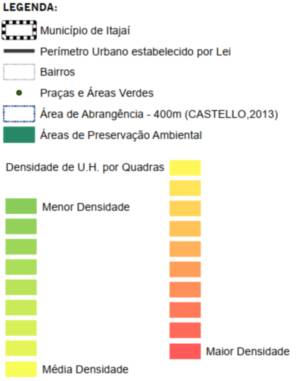 LEGENDA:
Município de Itajaí
Perímetro Urbano estabelecido por Lei
Bairros
Praças e Áreas Verdes
Área de Abrangência - 400m (CASTELLO,2013)
Áreas de Preservação Ambiental
Densidade de U.H. por Quadras
Menor Densidade
Maior Densidade
Média Densidade